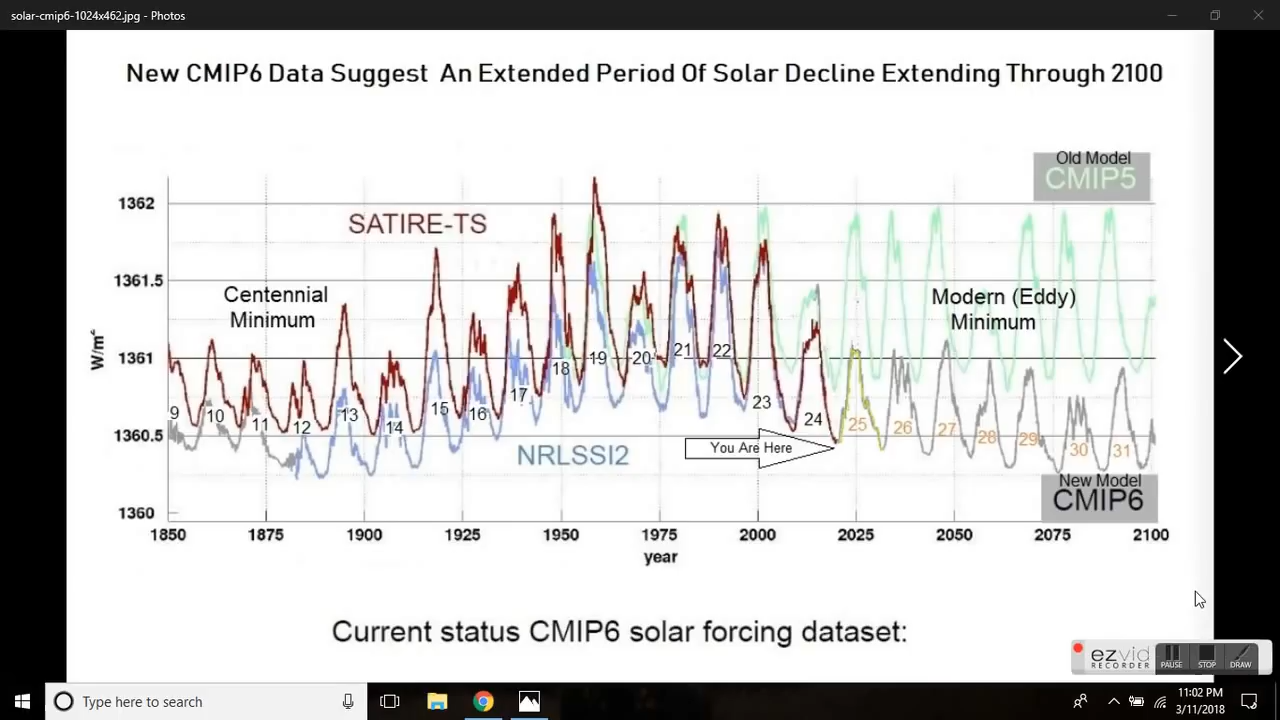 solar-cmip6-1024x462.jpg - Photos
New CMIP6 Data Suggest An Extended Period Of Solar Decline Extending Through 2100
Old Model
CMIP5
1362
SATIRE-TS
1361.5
Centennial
Minimum
Modern (Eddy)
Minimum
W/m²
1361
9 10 11 12 13 14 15 16 17 18 19 20 21 22 23 24 25 26 27 28 29 30 31
1360.5
You Are Here
NRLSSI2
New Model
CMIP6
1360
1850 1875 1900 1925 1950 1975 2000 2025 2050 2075 2100
year
Current status CMIP6 solar forcing dataset:
ezvid
RECORDER
PAUSE STOP DRAW
Type here to search
11:02 PM
3/11/2018